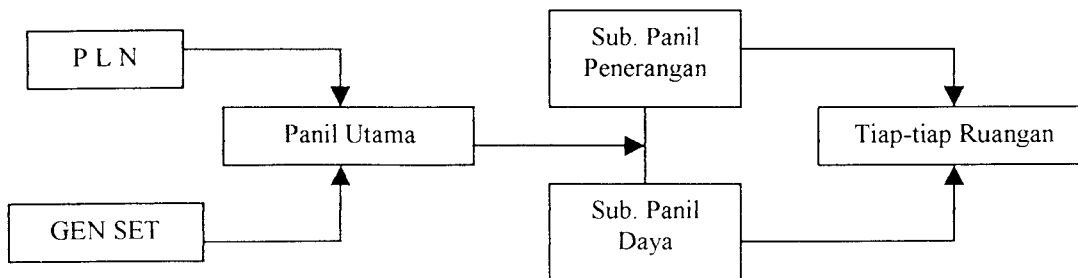 P L N
Sub. Panil
Penerangan
Panil Utama
Tiap-tiap Ruangan
GEN SET
Sub. Panil
Daya